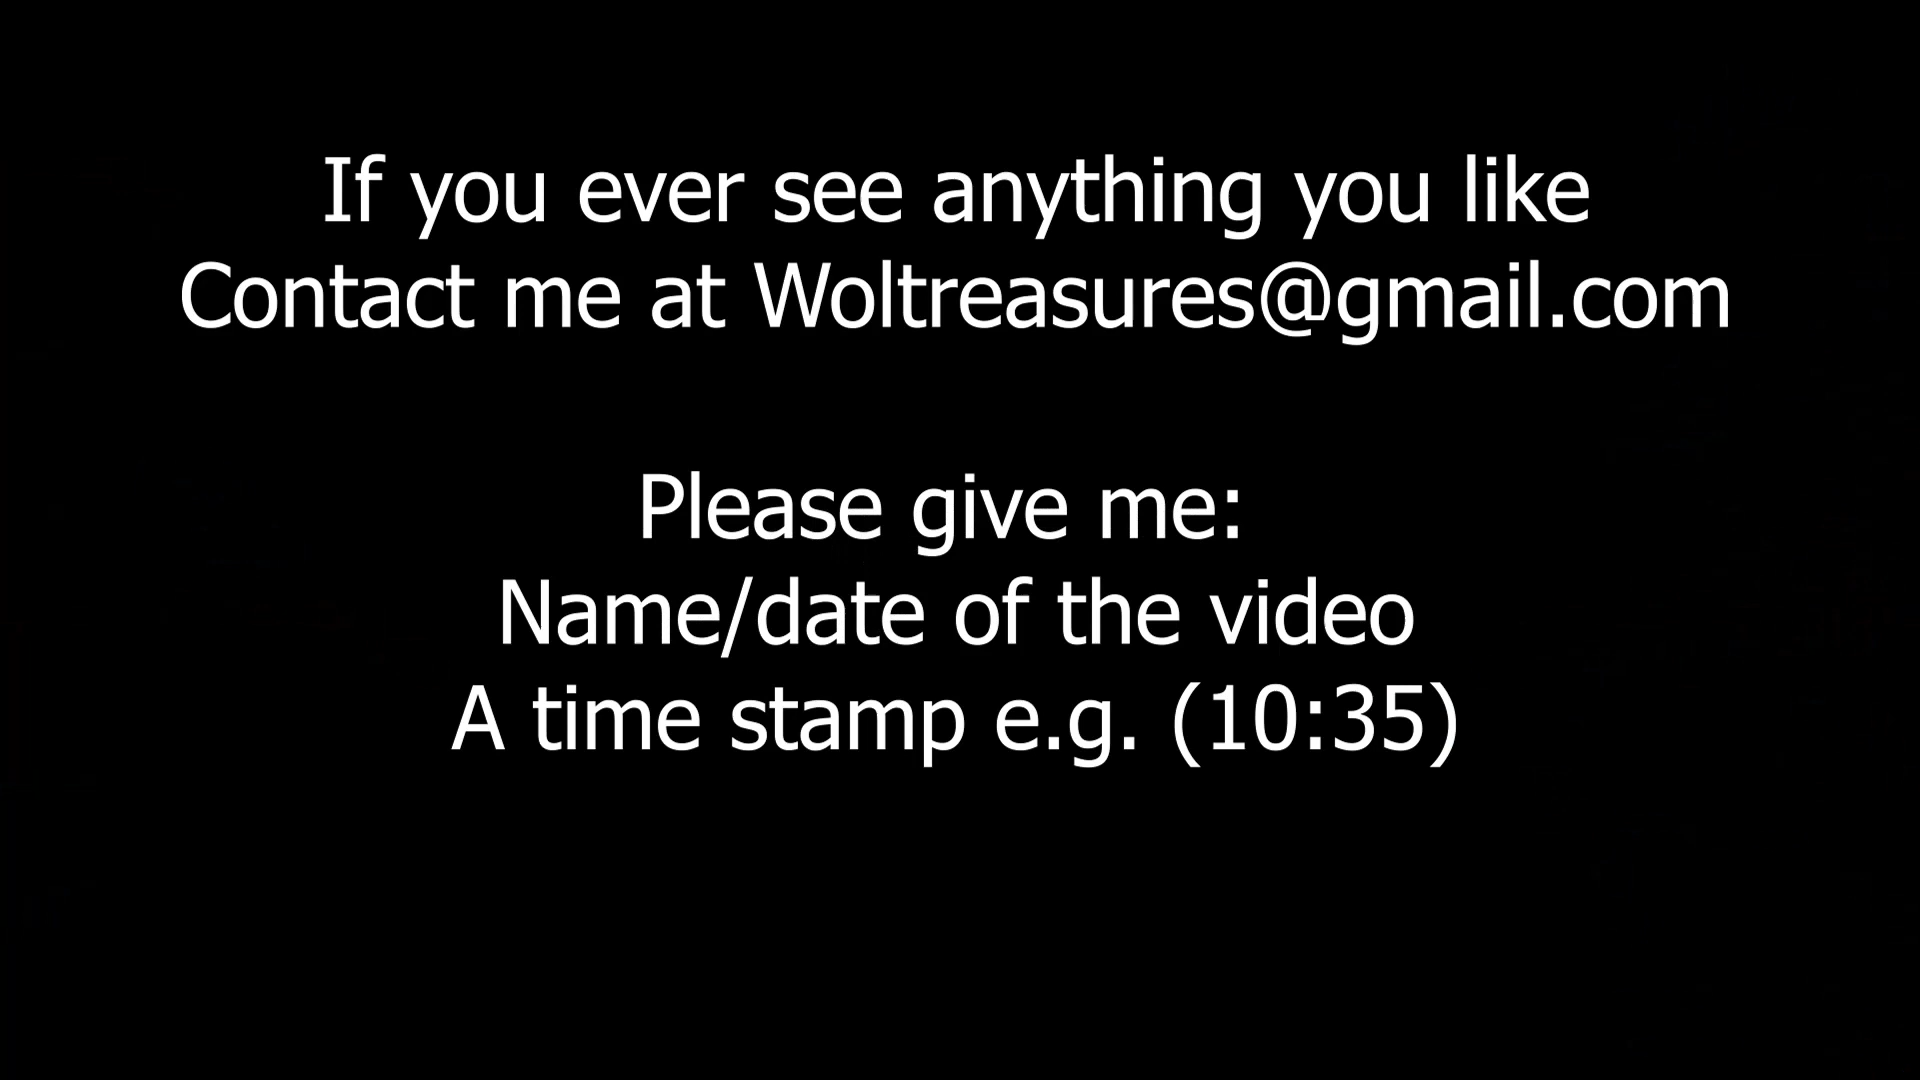 If you ever see anything you like
Contact me at Woltreasures@gmail.com
Please give me:
Name/date of the video
A time stamp e.g. (10:35)